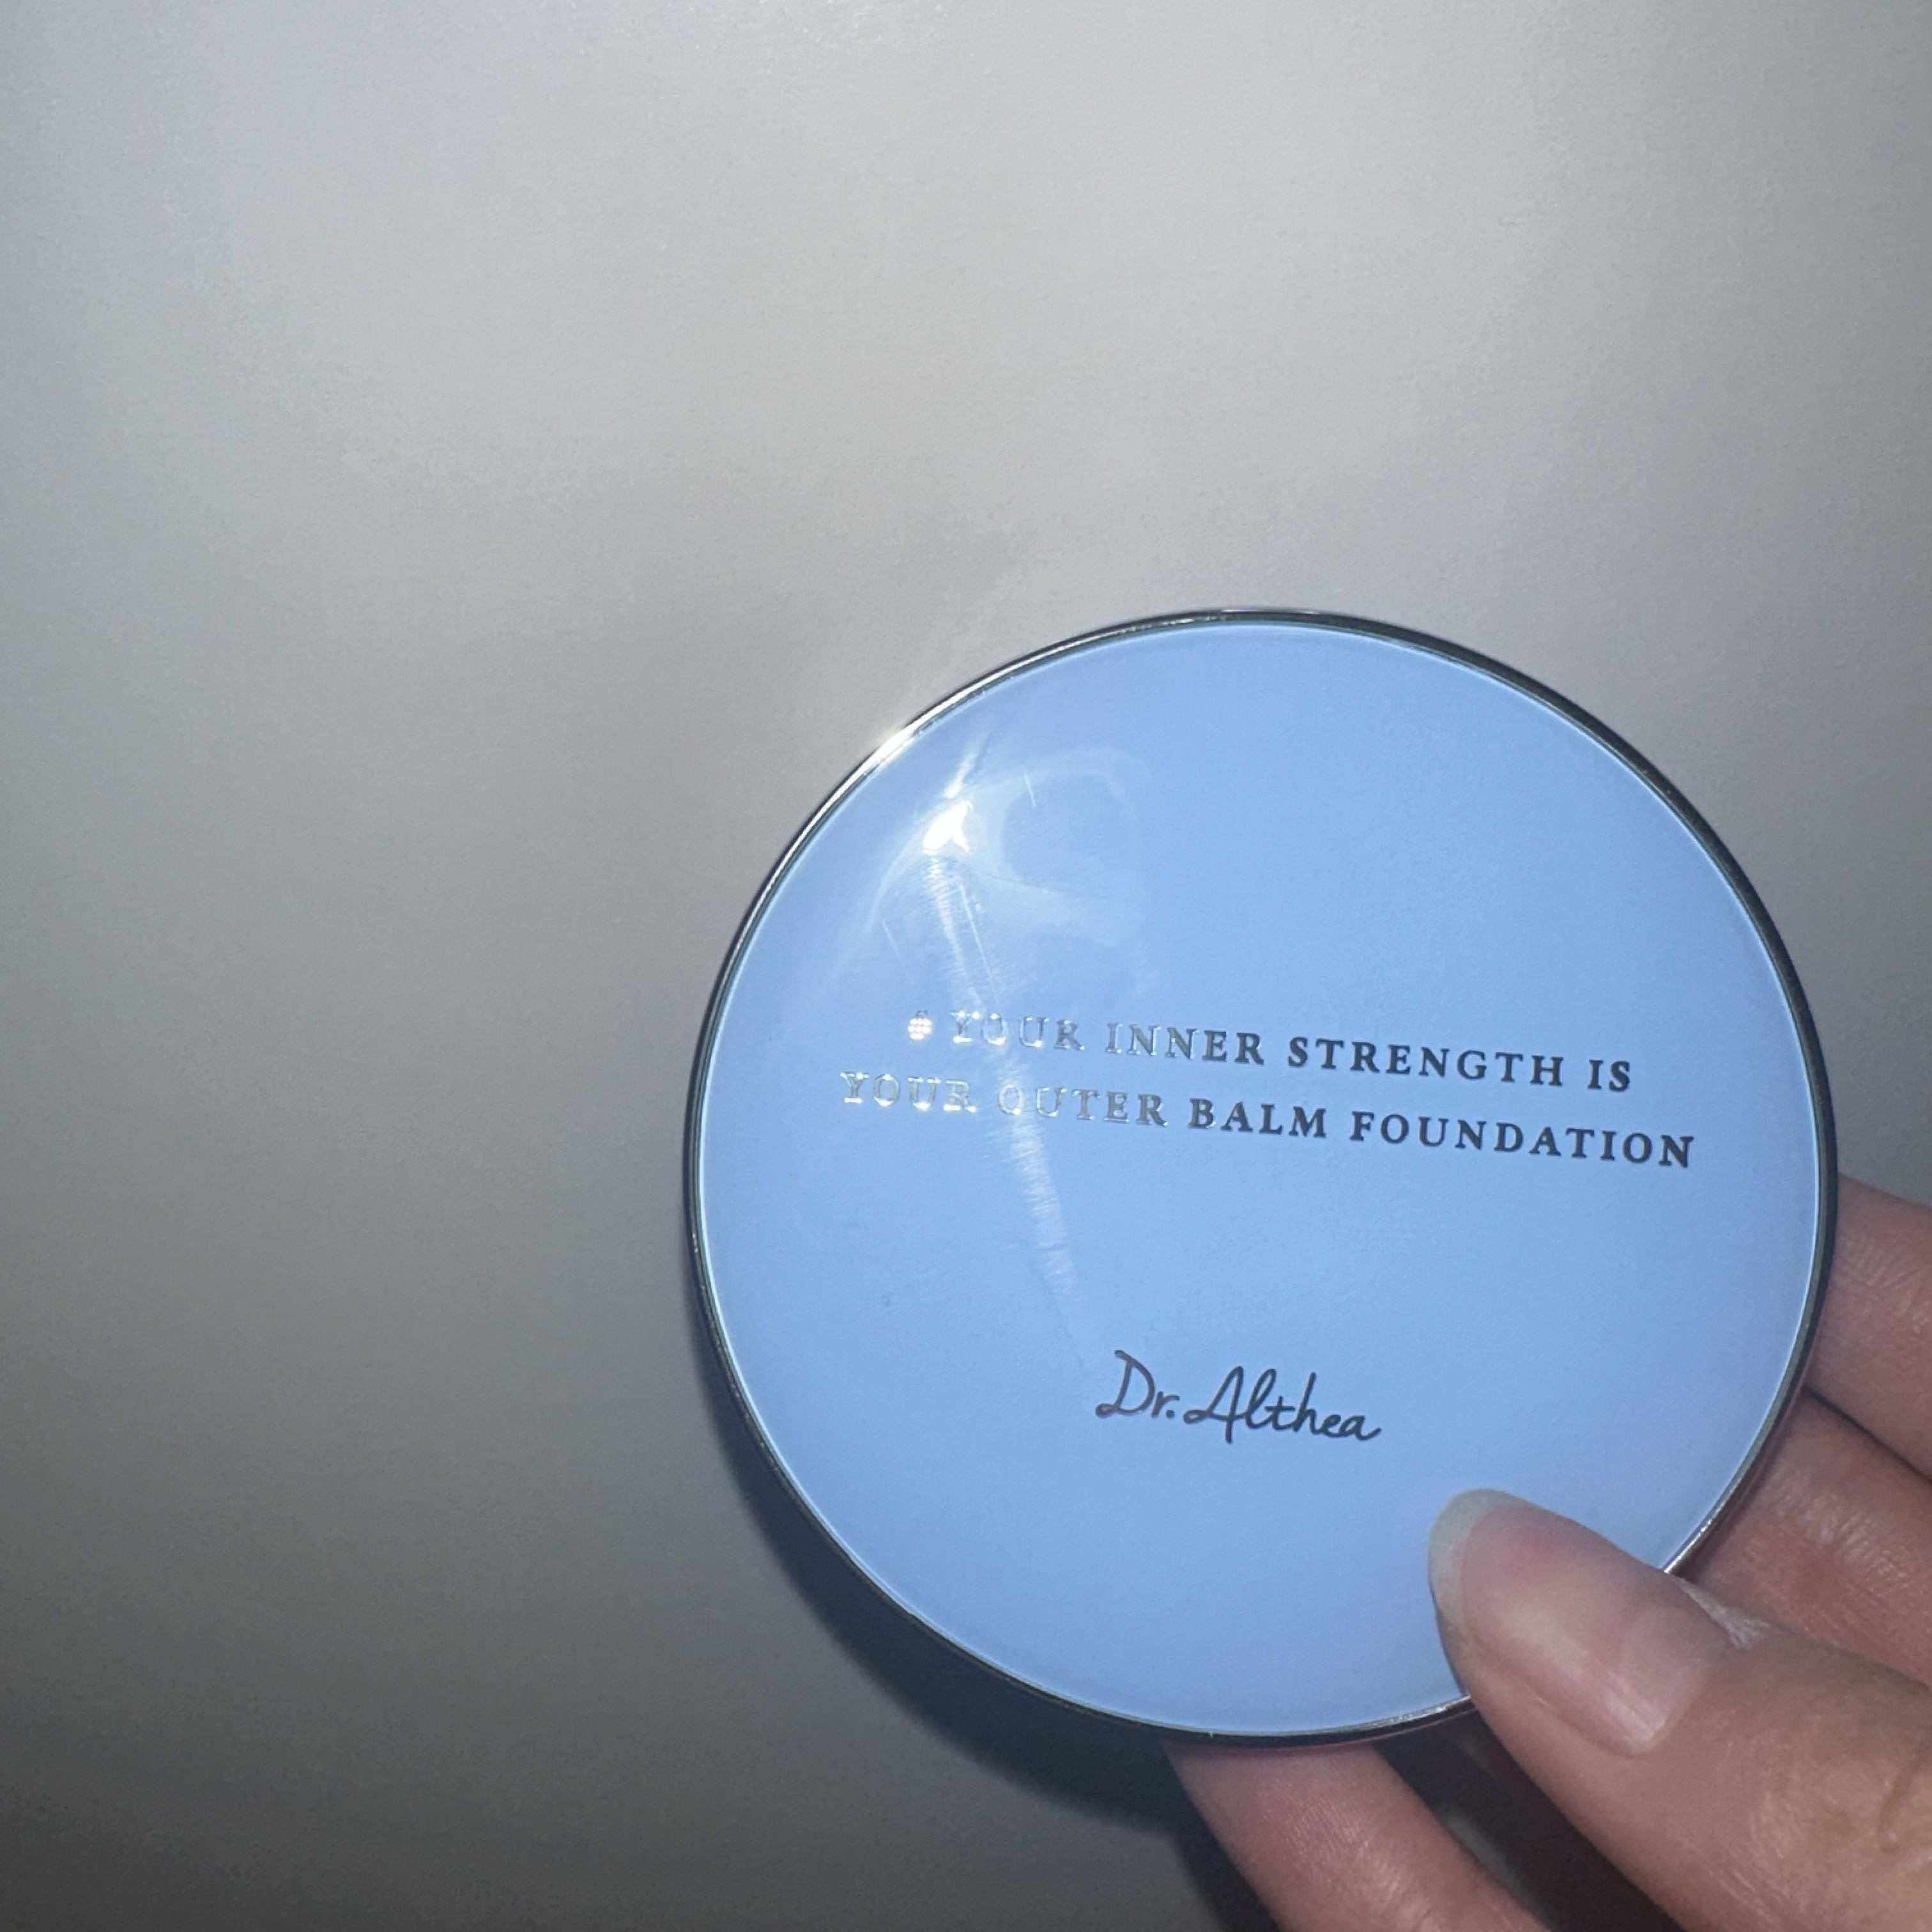 # YOUR INNER STRENGTH IS
YOUR OUTER BALM FOUNDATION
Dr.Althea